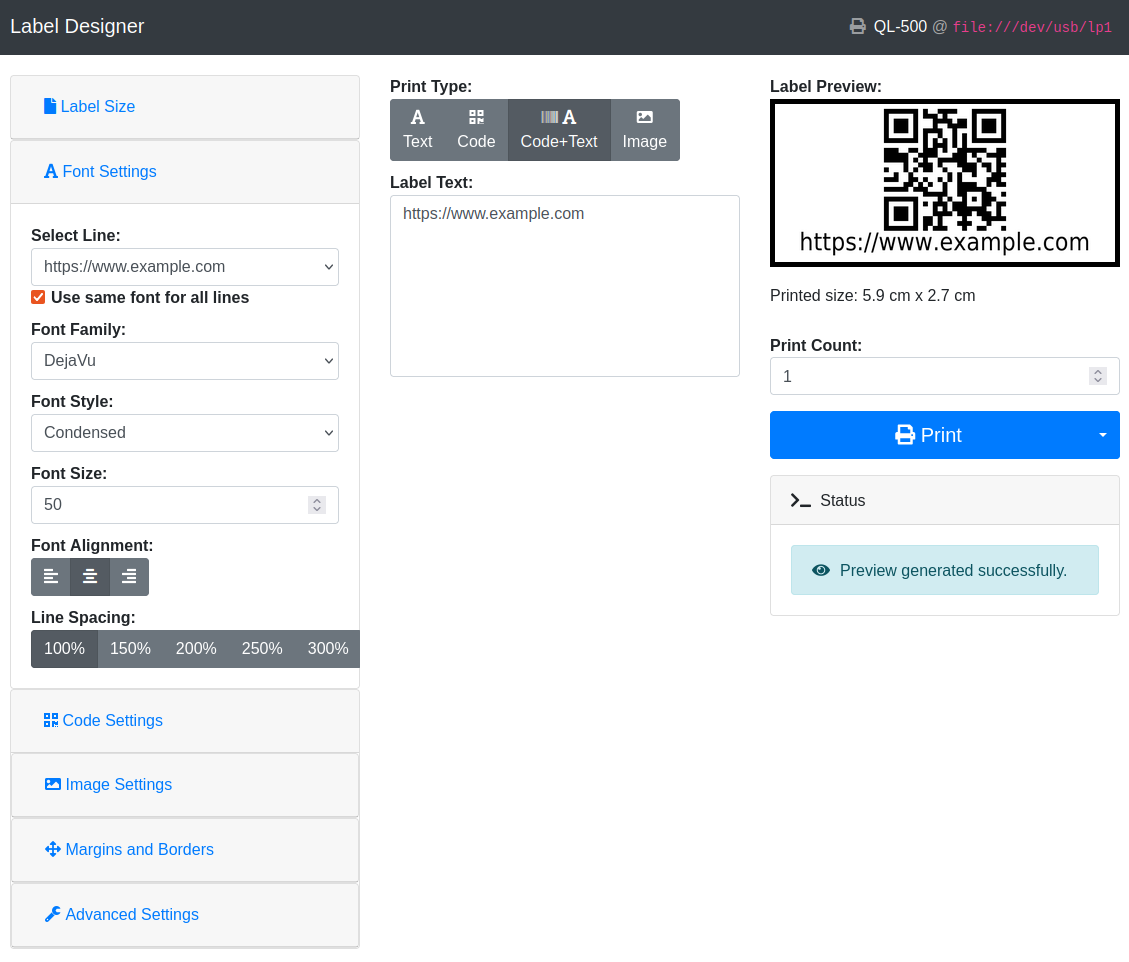 Label Designer
QL-500 @ file:///dev/usb/lp1
Label Size
Font Settings
Select Line:
https://www.example.com
Use same font for all lines
Font Family:
DejaVu
Font Style:
Condensed
Font Size:
50
Font Alignment:
Line Spacing:
100% 150% 200% 250% 300%
Code Settings
Image Settings
Margins and Borders
Advanced Settings
Print Type:
Text Code Code+Text Image
Label Text:
https://www.example.com
Label Preview:
https://www.example.com
Printed size: 5.9 cm x 2.7 cm
Print Count:
1
Print
Status
Preview generated successfully.